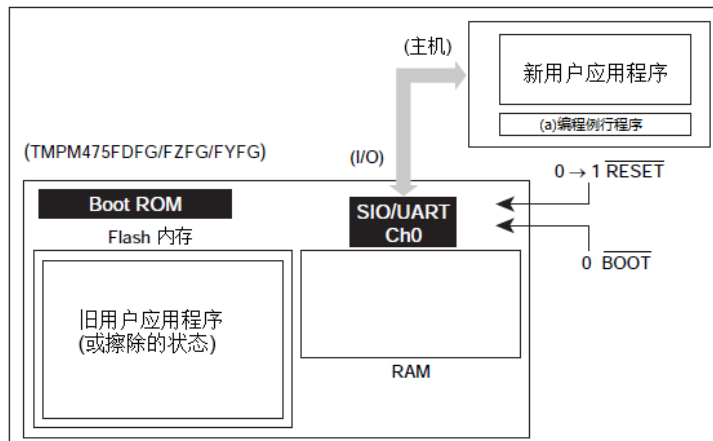 (主机)
新用户应用程序
(a)编程例行程序
(TMPM475FDFG/FZFG/FYFG)
(I/O)
0 → 1 RESET
Boot ROM
SIO/UART
Ch0
Flash 内存
0 BOOT
旧用户应用程序
(或擦除的状态)
RAM